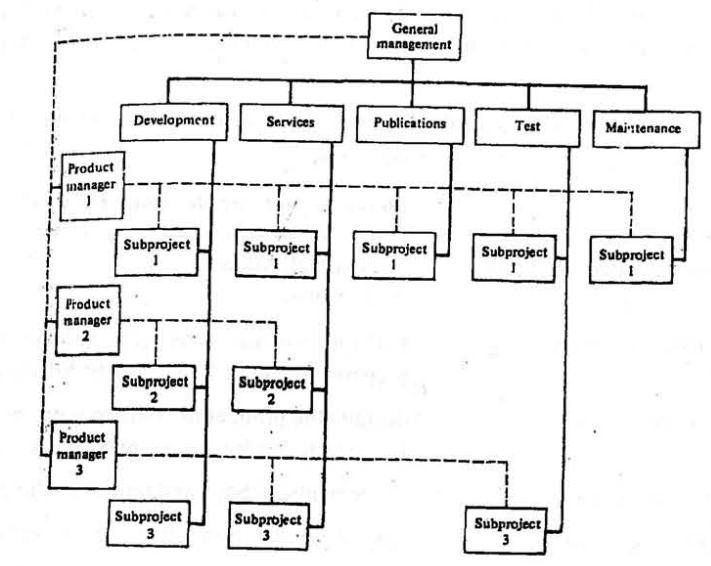 General
management
Development
Services
Publications
Test
Maintenance
Product
manager
1
Subproject
1
Subproject
1
Subproject
1
Subproject
1
Subproject
1
Product
manager
2
Subproject
2
Subproject
2
Product
manager
3
Subproject
3
Subproject
3
Subproject
3